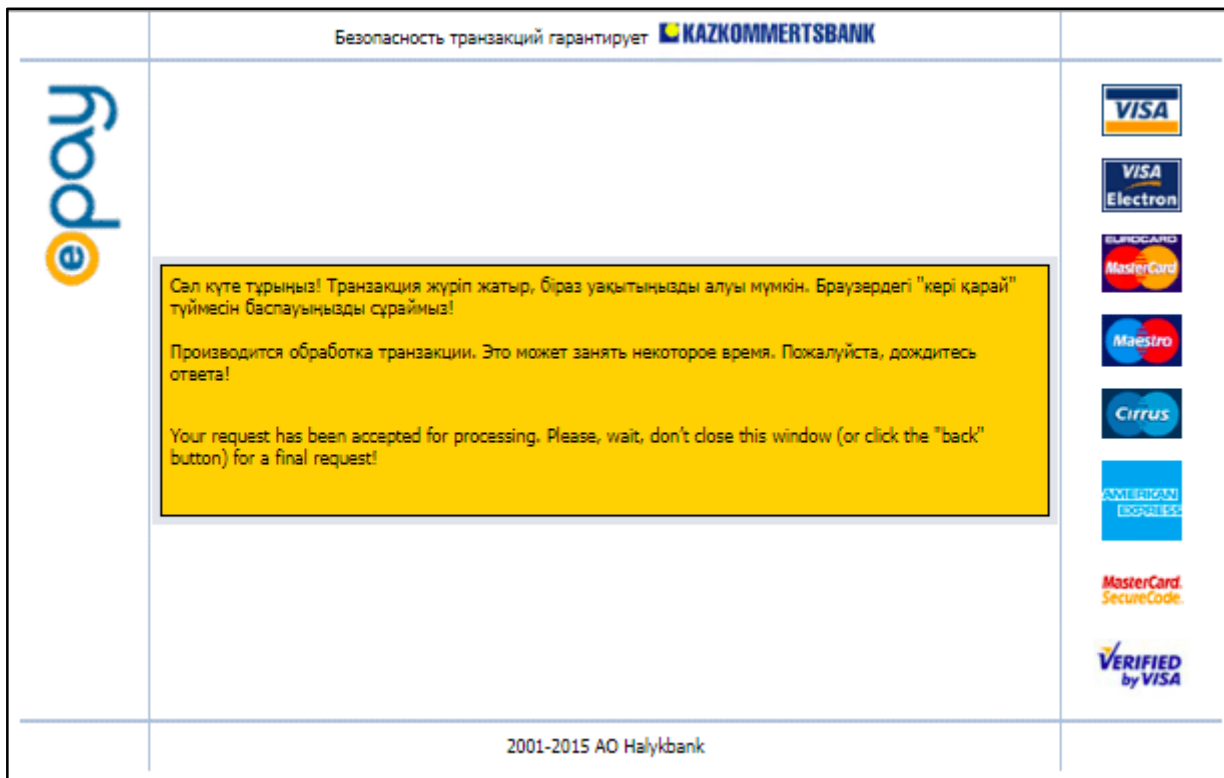 Безопасность транзакций гарантирует KAZKOMMERTSBANK
epay
VISA
VISA
Electron
EUROCARD
MasterCard
Maestro
Cirrus
AMERICAN
EXPRESS
MasterCard.
SecureCode.
VERIFIED
by VISA
Сәл күте тұрыңыз! Транзакция жүріп жатыр, біраз уақытыңызды алуы мүмкін. Браузердегі "кері қарай"
түймесін баспауыңызды сұраймыз!
Производится обработка транзакции. Это может занять некоторое время. Пожалуйста, дождитесь
ответа!
Your request has been accepted for processing. Please, wait, don't close this window (or click the "back"
button) for a final request!
2001-2015 АО Halykbank